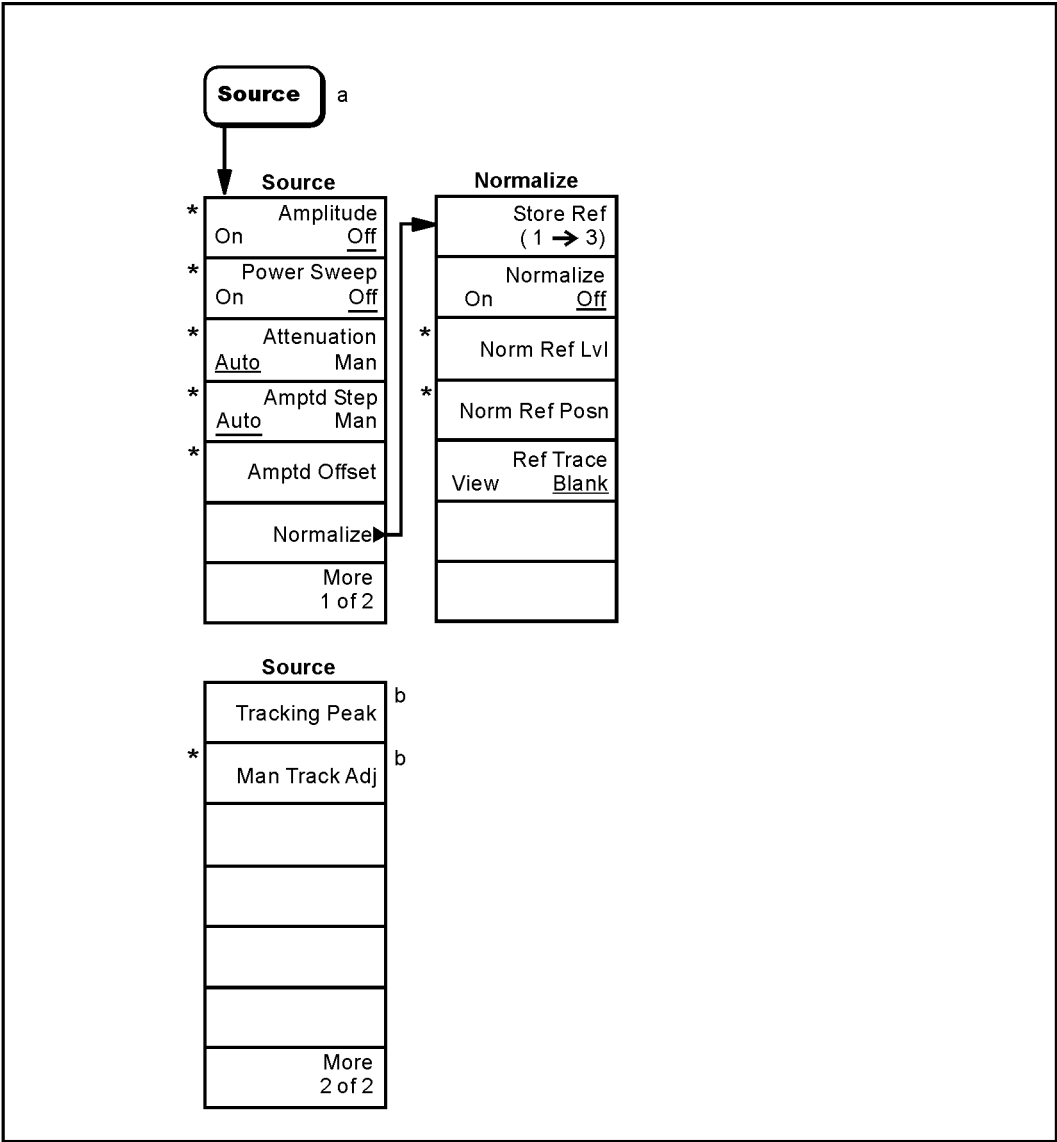 Source a
Source
* Amplitude
On Off
* Power Sweep
On Off
* Attenuation
Auto Man
* Amptd Step
Auto Man
* Amptd Offset
Normalize
More
1 of 2
Normalize
Store Ref
( 1 → 3)
Normalize
On Off
* Norm Ref Lvl
* Norm Ref Posn
Ref Trace
View Blank
Source
Tracking Peak b
* Man Track Adj b
More
2 of 2